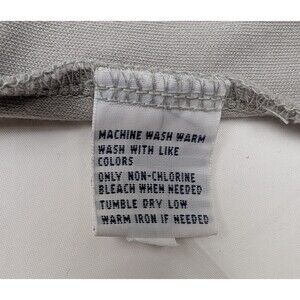 MACHINE WASH WARM
WASH WITH LIKE
COLORS
ONLY NON-CHLORINE
BLEACH WHEN NEEDED
TUMBLE DRY LOW
WARM IRON IF NEEDED